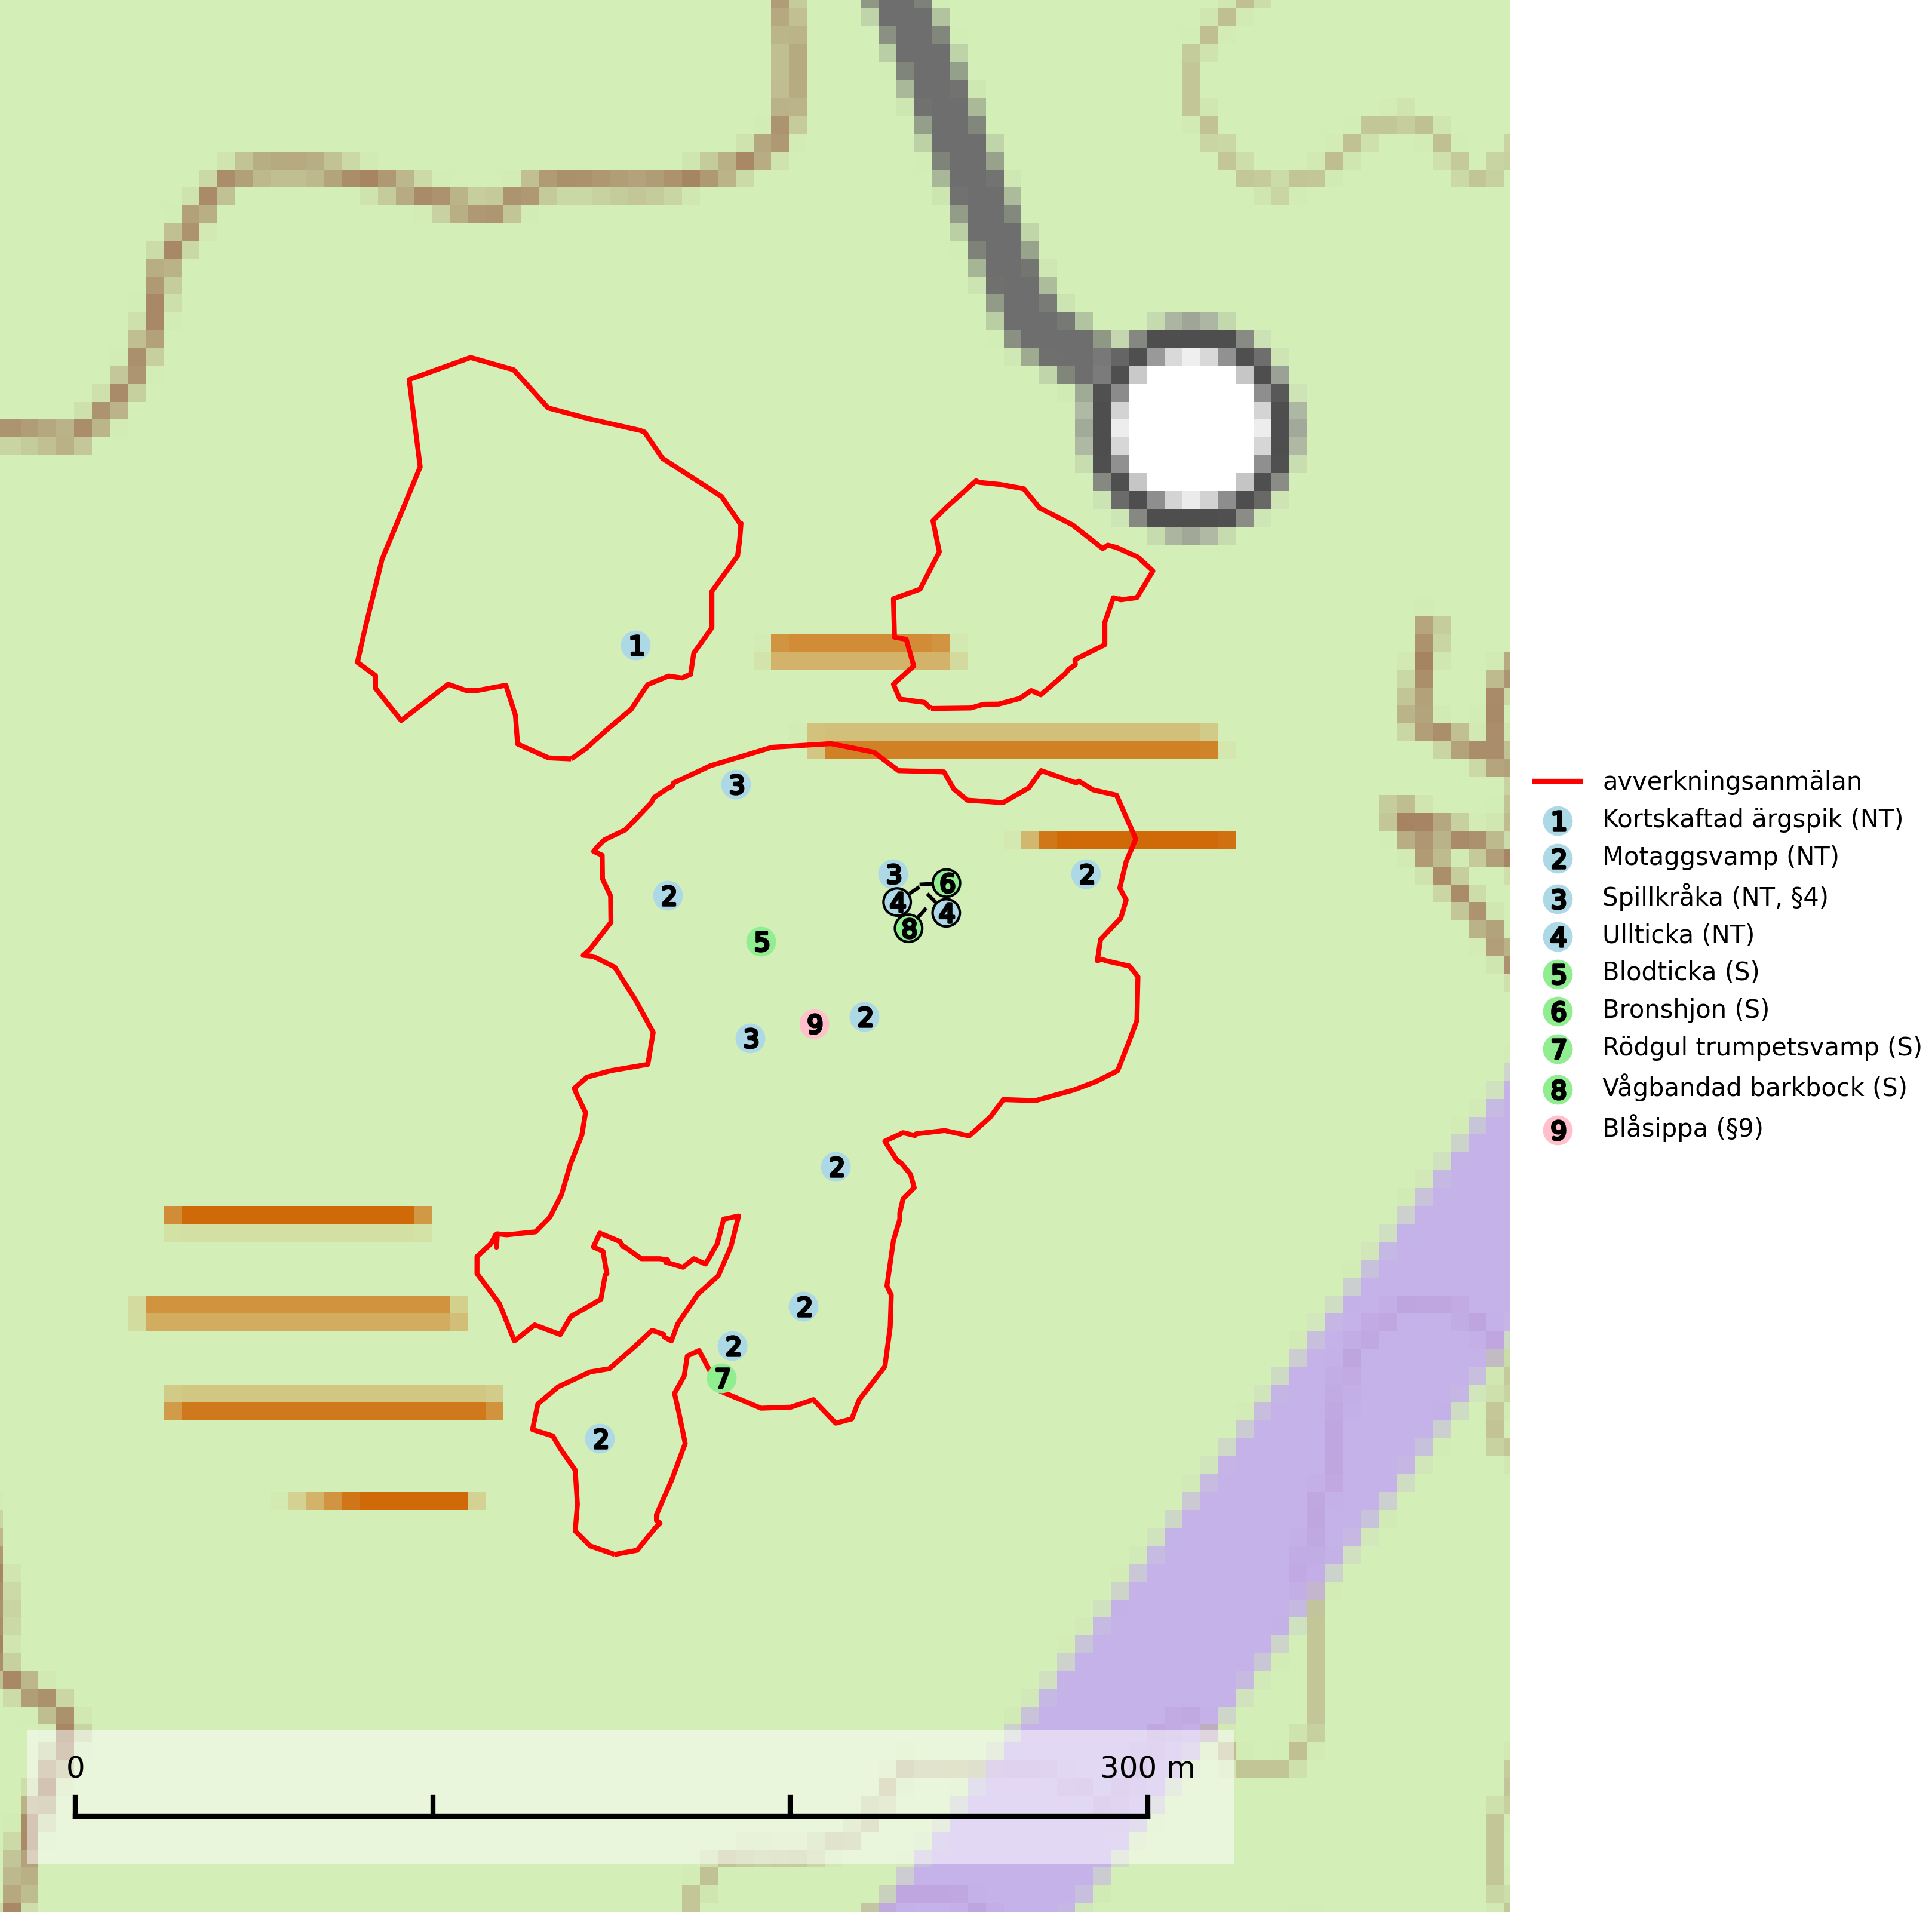 1
3
2
3
6
4
4
8
2
5
9
2
3
2
2
2
7
2
avverkningsanmälan
1 Kortskaftad ärgspik (NT)
2 Motaggsvamp (NT)
3 Spillkråka (NT, §4)
4 Ullticka (NT)
5 Blodticka (S)
6 Bronshjon (S)
7 Rödgul trumpetsvamp (S)
8 Vågbandad barkbock (S)
9 Blåsippa (§9)
0 300 m